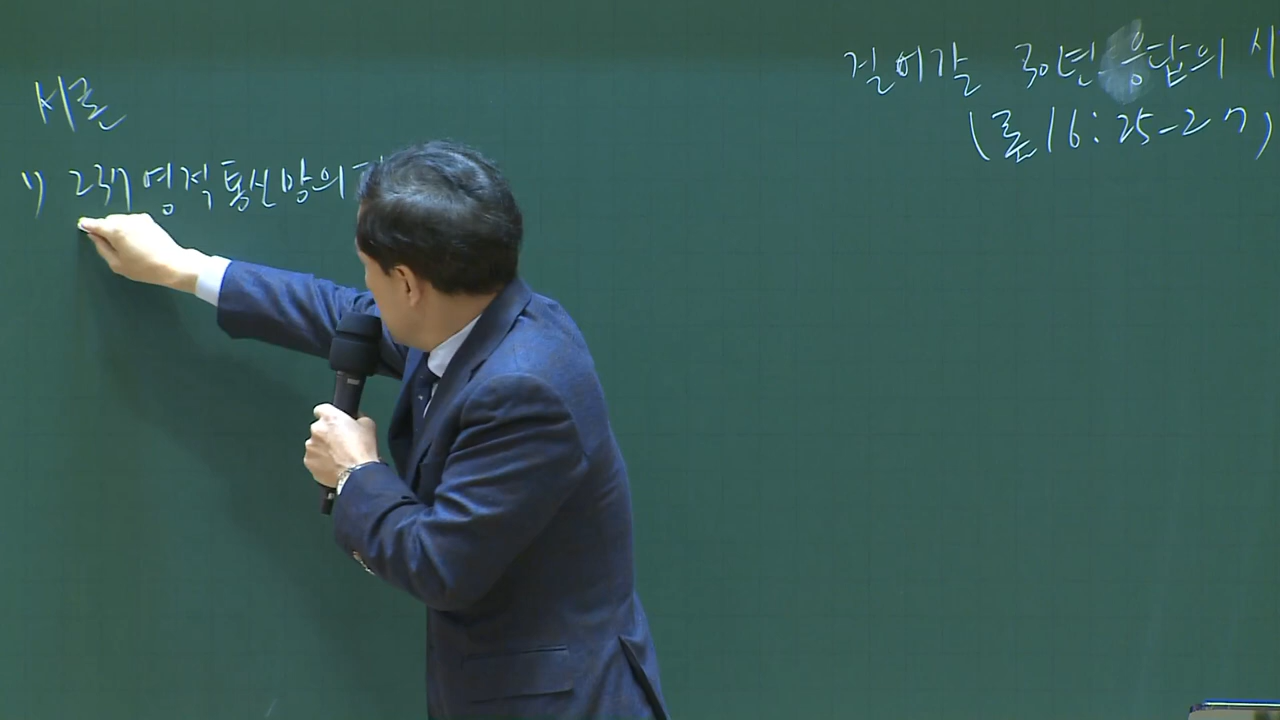 걸어갈 30년-응답의
(롬16:25-27)
서론
1) 237 영적통신망의